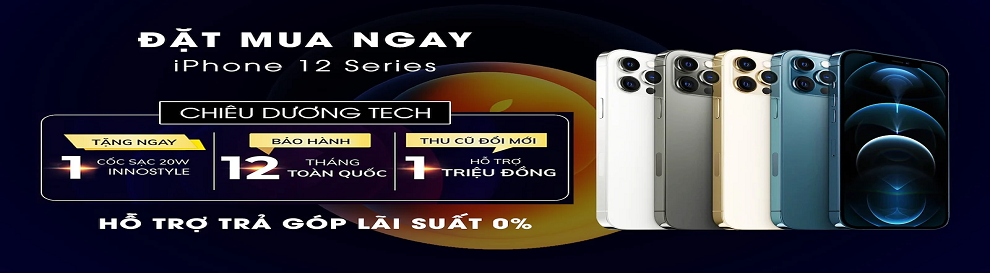 ĐẶT MUA NGAY
iPhone 12 Series
CHIÊU DƯƠNG TECH
TẶNG NGAY
1 CỐC SẠC 20W
INNOSTYLE
BẢO HÀNH
12 THÁNG
TOÀN QUỐC
THU CŨ ĐỔI MỚI
1 HỖ TRỢ
TRIỆU ĐỒNG
HỖ TRỢ TRẢ GÓP LÃI SUẤT 0%